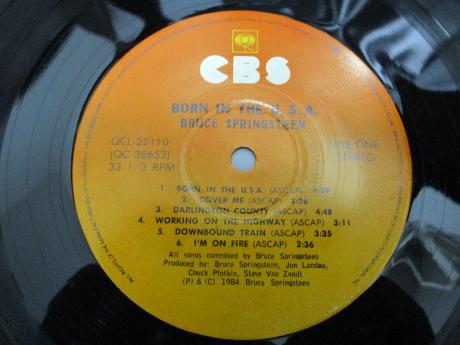 CBS
BORN IN THE U.S.A.
BRUCE SPRINGSTEEN
QCL-22110
(QC 38653)
33 1/3 RPM
SIDE ONE
STEREO
1. BORN IN THE U.S.A. (ASCAP) 4:39
2. COVER ME (ASCAP) 3:26
3. DARLINGTON COUNTY (ASCAP) 4:48
4. WORKING ON THE HIGHWAY (ASCAP) 3:11
5. DOWNBOUND TRAIN (ASCAP) 3:35
6. I'M ON FIRE (ASCAP) 2:36
All songs composed by Bruce Springsteen
Produced by: Bruce Springsteen, Jon Landau,
Chuck Plotkin, Steve Van Zandt
(P) & (C) 1984 Bruce Springsteen